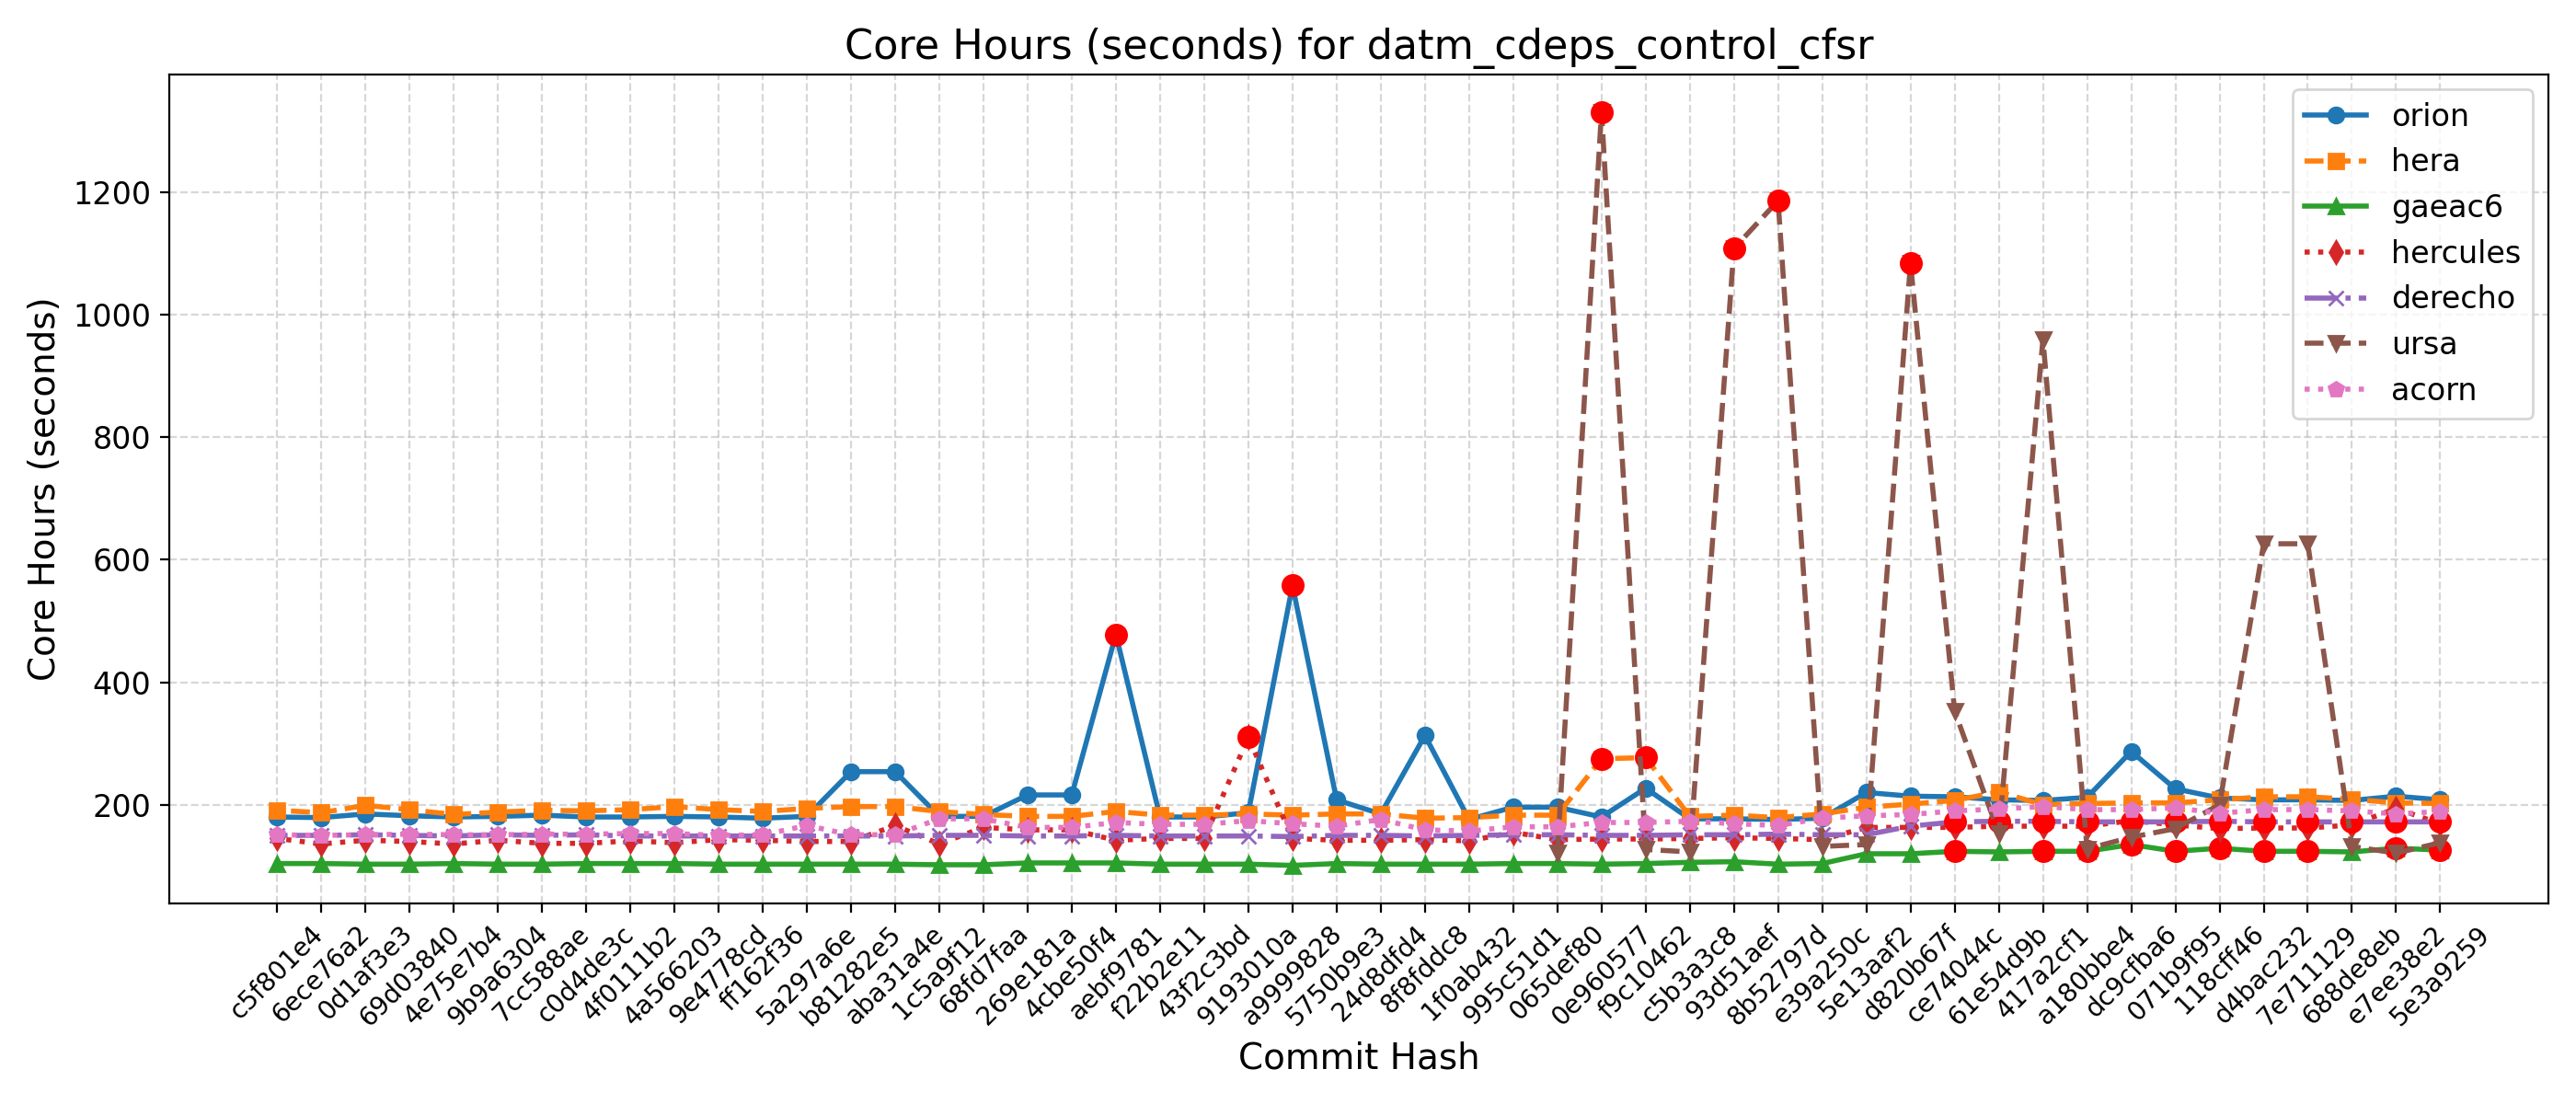 Core Hours (seconds) for datm_cdeps_control_cfsr
orion
hera
gaeac6
hercules
derecho
ursa
acorn
Core Hours (seconds)
1200
1000
800
600
400
200
c5f801e4
6ece76a2
0d1af3e3
69d03840
4e75e7b4
9b9a6304
7cc588ae
c0d4de3c
4f0111b2
4a566203
9e4778cd
ff162f36
5a297a6e
b81282e5
aba31a4e
1c5a9f12
68fd7faa
269e181a
4cbe50f4
aebf9781
f22b2e11
43f2c3bd
9193010a
a9999828
5750b9e3
24d8dfd4
8f8fddc8
1f0ab432
995c51d1
065def80
0e960577
f9c10462
c5b3a3c8
93d51aef
8b52797d
e39a250c
5e13aaf2
d820b67f
ce74044c
61e54d9b
417a2cf1
a180bbe4
dc9cfba6
071b9f95
118cff46
d4bac232
7e711129
688de8eb
e7ee38e2
5e3a9259
Commit Hash